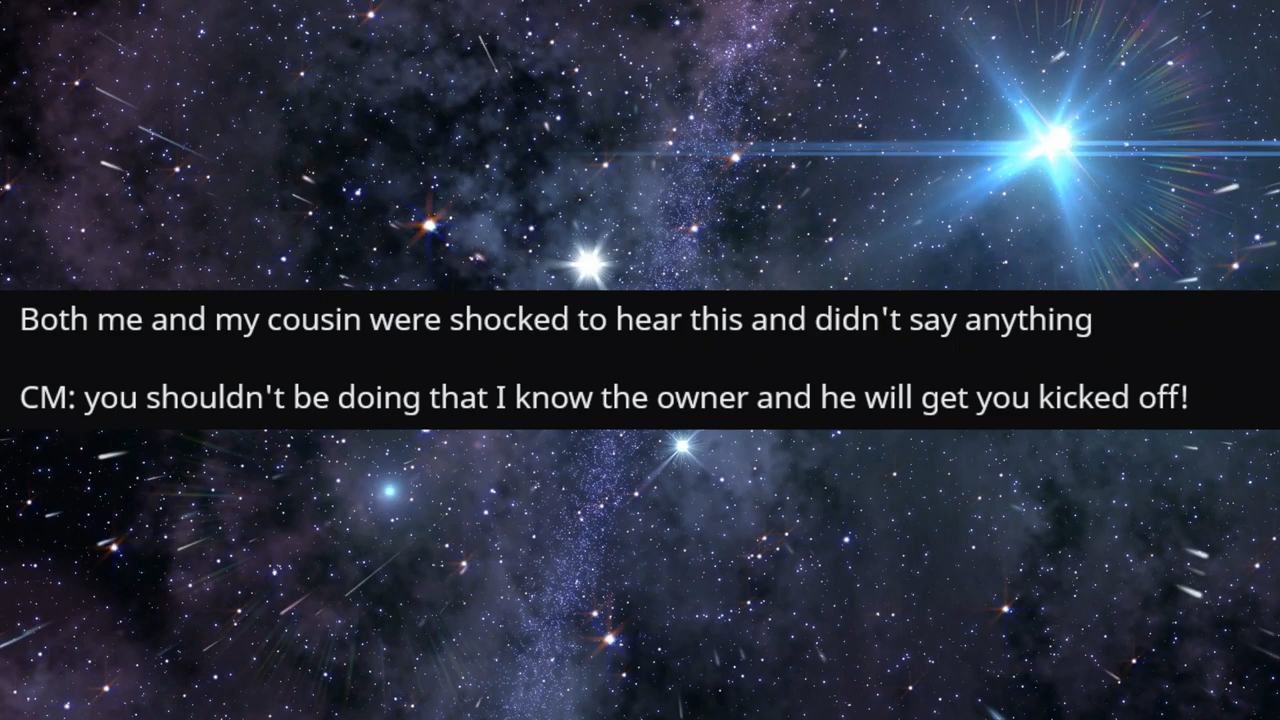 Both me and my cousin were shocked to hear this and didn't say anything
CM: you shouldn't be doing that I know the owner and he will get you kicked off!